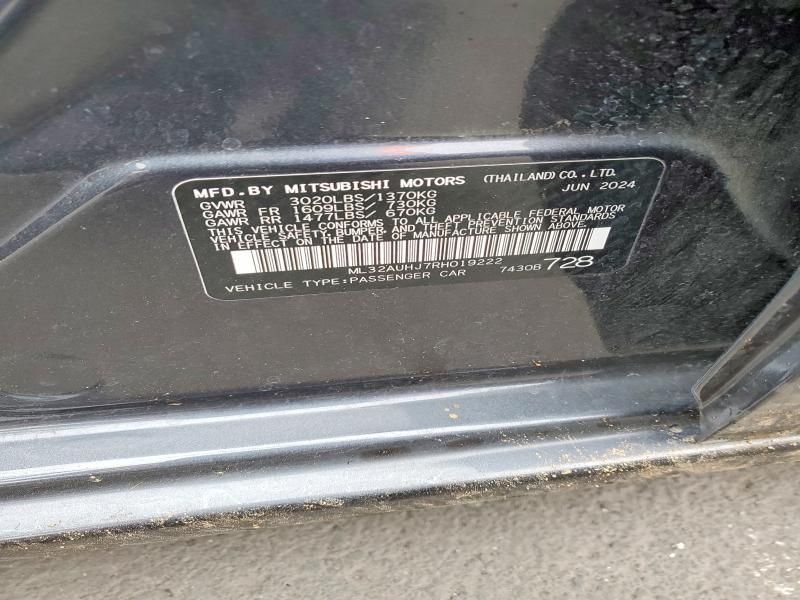 MFD.BY MITSUBISHI MOTORS (THAILAND) CO., LTD.
JUN 2024
GVWR 3020LBS/1370KG
GAWR FR 1609LBS/ 730KG
GAWR RR 1477LBS/ 670KG
THIS VEHICLE CONFORMS TO ALL APPLICABLE FEDERAL MOTOR
VEHICLE SAFETY, BUMPER, AND THEFT PREVENTION STANDARDS
IN EFFECT ON THE DATE OF MANUFACTURE SHOWN ABOVE.
ML32AUHJ7RH019222
VEHICLE TYPE:PASSENGER CAR 7430B 728